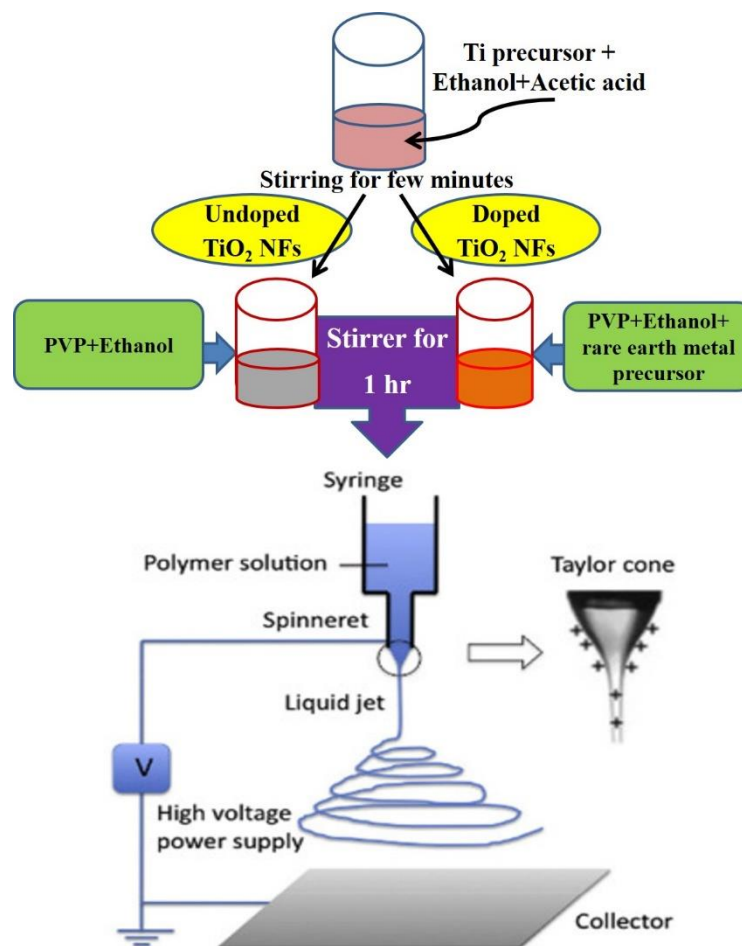 Ti precursor +
Ethanol+Acetic acid
Stirring for few minutes
Undoped
TiO₂ NFs
Doped
TiO₂ NFs
PVP+Ethanol
Stirrer for
1 hr
PVP+Ethanol+
rare earth metal
precursor
Syringe
Polymer solution
Taylor cone
Spinneret
Liquid jet
V
High voltage
power supply
Collector